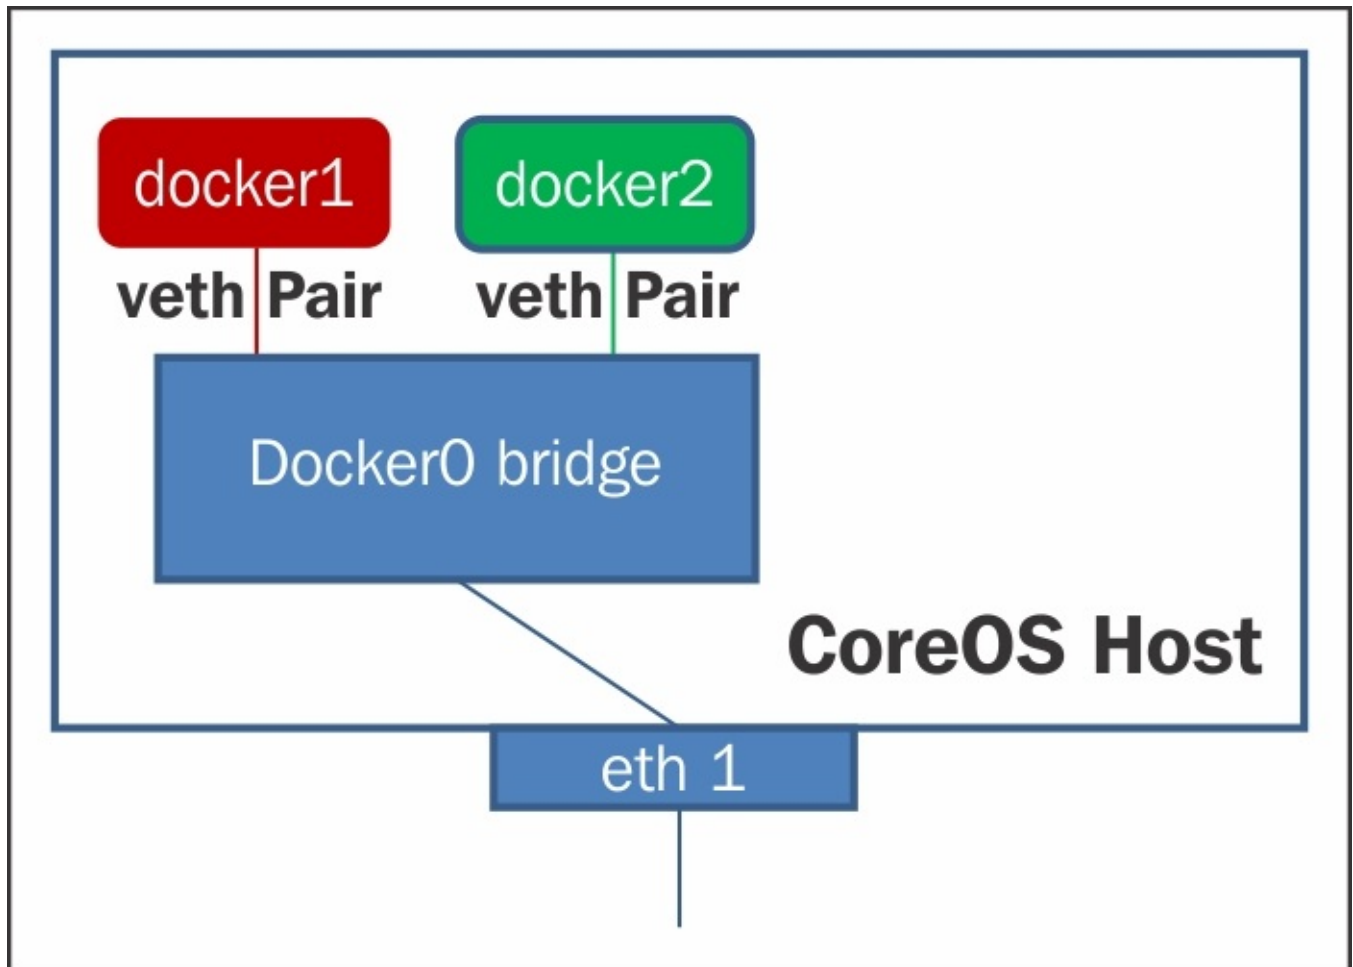 docker1
docker2
veth Pair
veth Pair
Docker0 bridge
CoreOS Host
eth 1